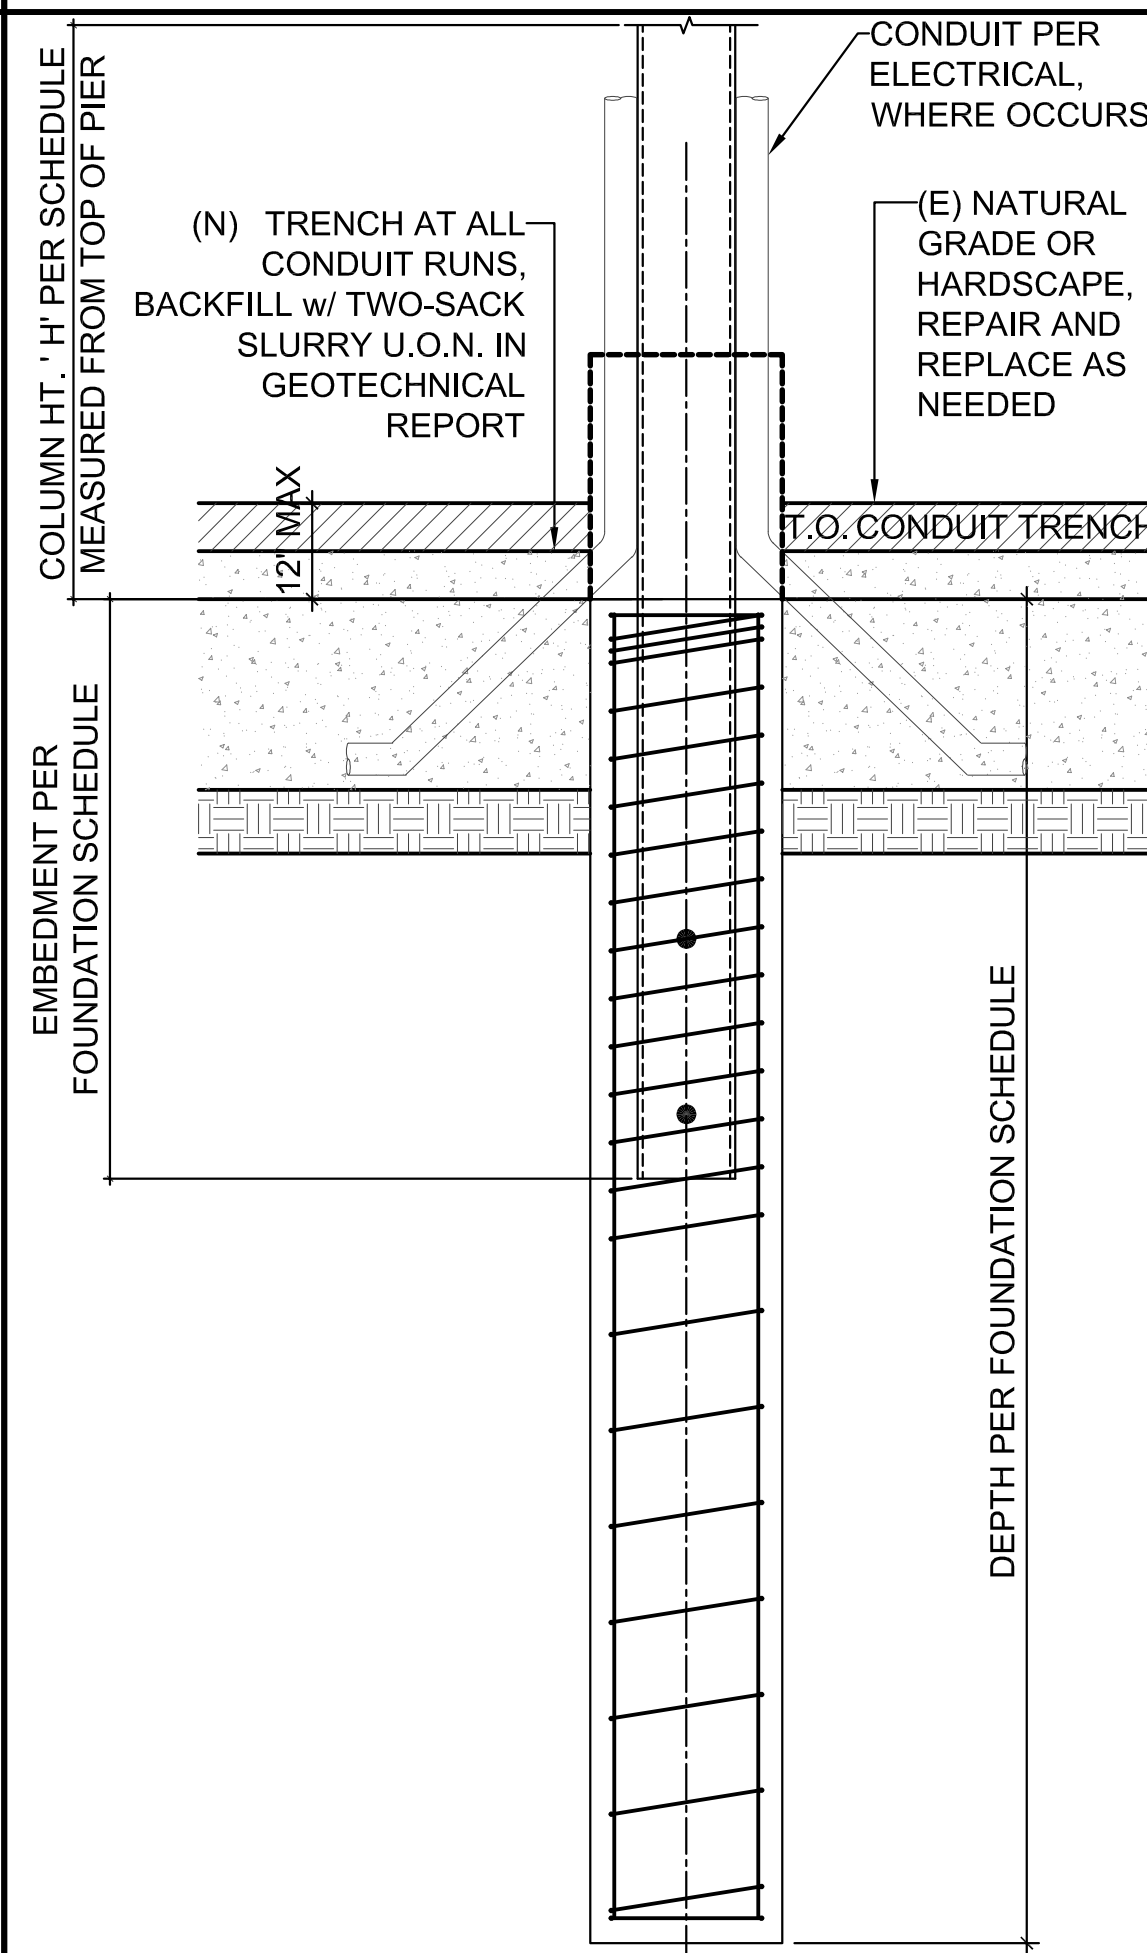 CONDUIT PER
ELECTRICAL,
WHERE OCCURS
COLUMN HT. ' H' PER SCHEDULE
MEASURED FROM TOP OF PIER
(N) TRENCH AT ALL
CONDUIT RUNS,
BACKFILL w/ TWO-SACK
SLURRY U.O.N. IN
GEOTECHNICAL
REPORT
(E) NATURAL
GRADE OR
HARDSCAPE,
REPAIR AND
REPLACE AS
NEEDED
12" MAX
T.O. CONDUIT TRENCH
EMBEDMENT PER
FOUNDATION SCHEDULE
DEPTH PER FOUNDATION SCHEDULE